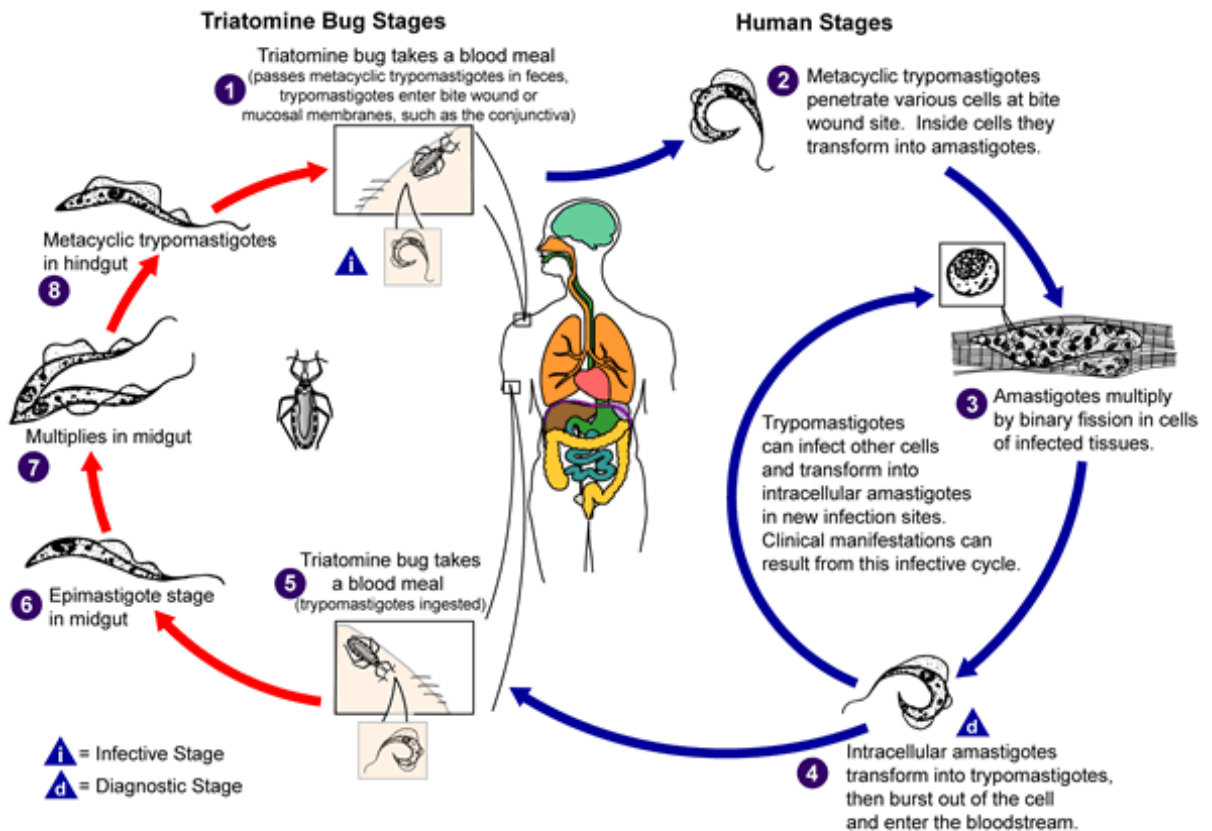 Triatomine Bug Stages
Human Stages
1
Triatomine bug takes a blood meal
(passes metacyclic trypomastigotes in feces,
trypomastigotes enter bite wound or
mucosal membranes, such as the conjunctiva)
i
2
Metacyclic trypomastigotes
penetrate various cells at bite
wound site. Inside cells they
transform into amastigotes.
3
Amastigotes multiply
by binary fission in cells
of infected tissues.
Trypomastigotes
can infect other cells
and transform into
intracellular amastigotes
in new infection sites.
Clinical manifestations can
result from this infective cycle.
d
4
Intracellular amastigotes
transform into trypomastigotes,
then burst out of the cell
and enter the bloodstream.
5
Triatomine bug takes
a blood meal
(trypomastigotes ingested)
6
Epimastigote stage
in midgut
Multiplies in midgut
7
Metacyclic trypomastigotes
in hindgut
8
i = Infective Stage
d = Diagnostic Stage